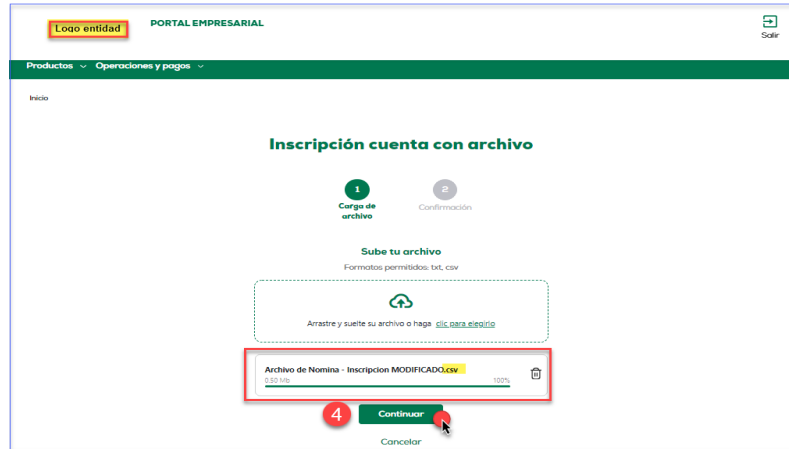 Logo entidad
PORTAL EMPRESARIAL
Salir
Productos Operaciones y pagos
Inicio
Inscripción cuenta con archivo
1
2
Carga de
archivo
Confirmación
Sube tu archivo
Formatos permitidos: txt, csv
Arrastre y suelte su archivo o haga clic para elegirlo
Archivo de Nomina - Inscripcion MODIFICADO.csv
0.50 Mb
100%
4
Continuar
Cancelar